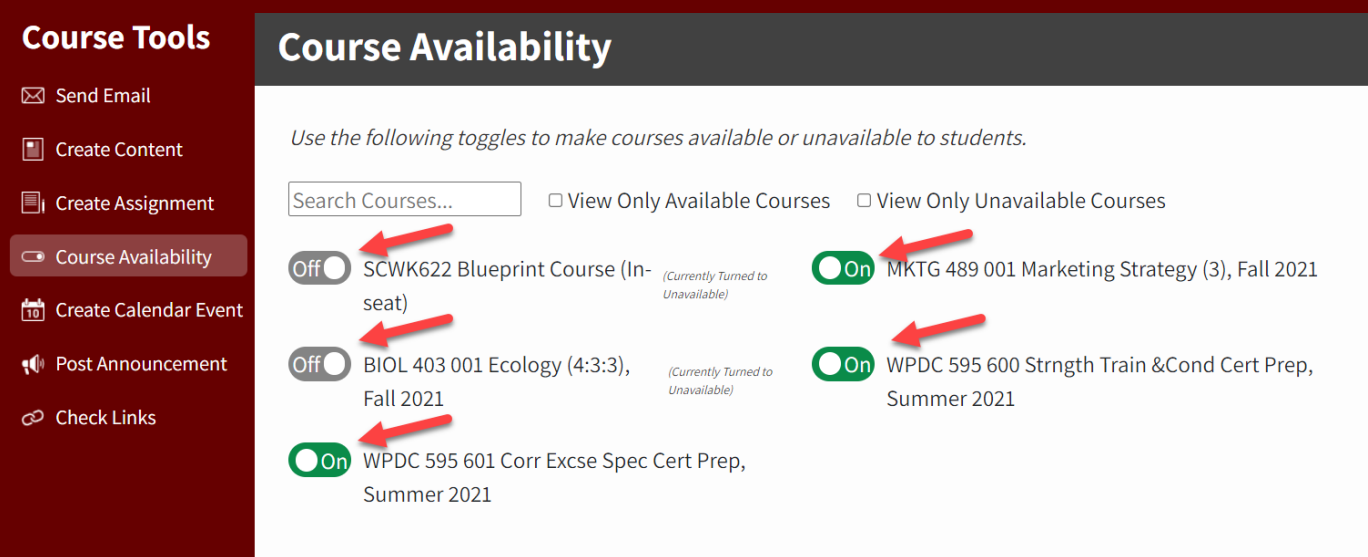 Course Tools
Send Email
Create Content
Create Assignment
Course Availability
10
Create Calendar Event
Post Announcement
Check Links
Course Availability
Use the following toggles to make courses available or unavailable to students.
Search Courses...
View Only Available Courses
View Only Unavailable Courses
Off
SCWK622 Blueprint Course (In-
seat)
(Currently Turned to
Unavailable)
On
MKTG 489 001 Marketing Strategy (3), Fall 2021
Off
BIOL 403 001 Ecology (4:3:3),
Fall 2021
(Currently Turned to
Unavailable)
On
WPDC 595 600 Strngth Train &Cond Cert Prep,
Summer 2021
On
WPDC 595 601 Corr Excse Spec Cert Prep,
Summer 2021